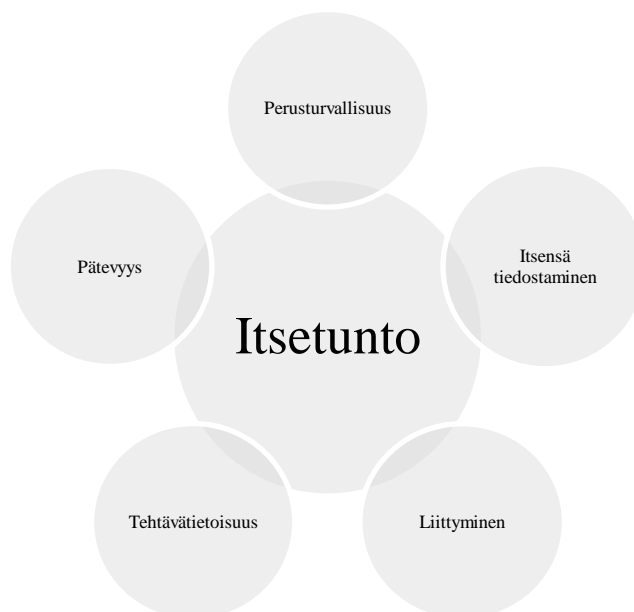 Perusturvallisuus
Itsensä
tiedostaminen
Pätevyys
Itsetunto
Tehtävätietoisuus
Liittyminen